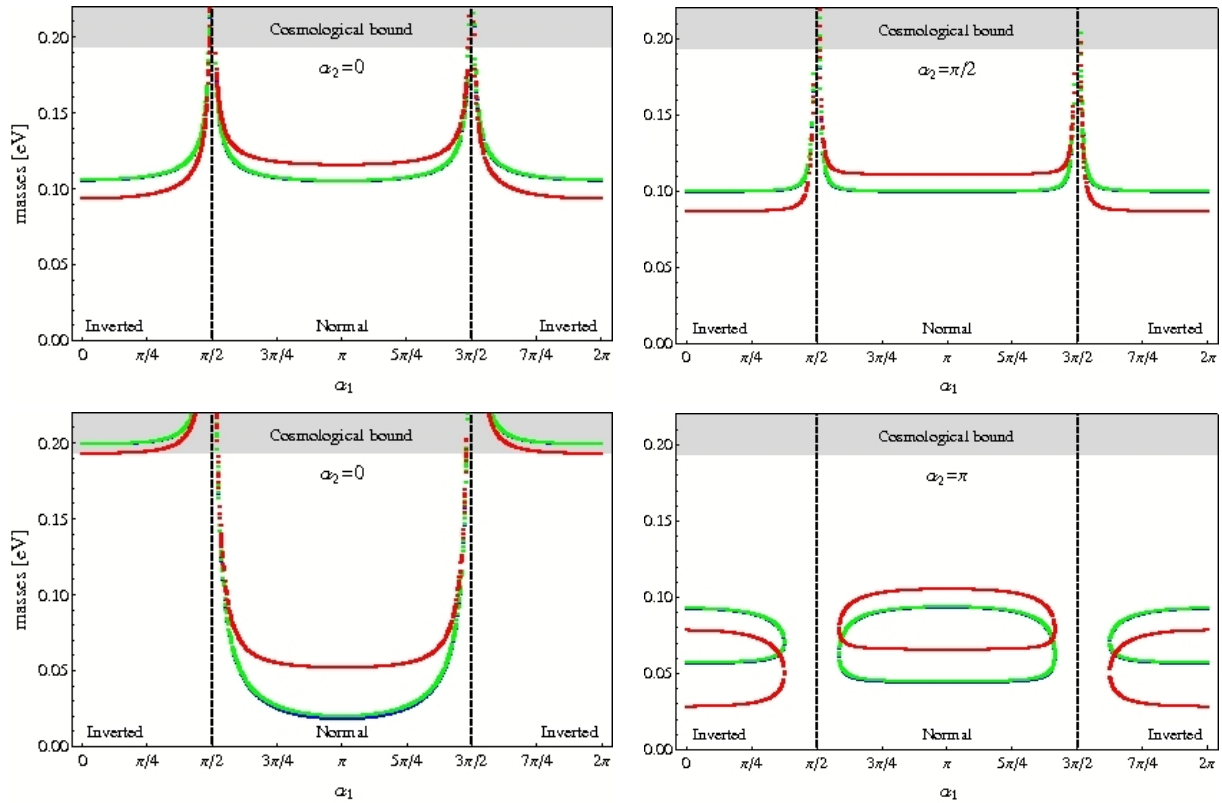 0.20
0.15
0.10
0.05
0.00
masses [eV]
Cosmological bound
α₂=0
Inverted
Normal
Inverted
0
π/4
π/2
3π/4
π
5π/4
3π/2
7π/4
2π
α₁
0.20
0.15
0.10
0.05
0.00
Cosmological bound
α₂=π/2
Inverted
Normal
Inverted
0
π/4
π/2
3π/4
π
5π/4
3π/2
7π/4
2π
α₁
0.20
0.15
0.10
0.05
0.00
masses [eV]
Cosmological bound
α₂=0
Inverted
Normal
Inverted
0
π/4
π/2
3π/4
π
5π/4
3π/2
7π/4
2π
α₁
0.20
0.15
0.10
0.05
0.00
Cosmological bound
α₂=π
Inverted
Normal
Inverted
0
π/4
π/2
3π/4
π
5π/4
3π/2
7π/4
2π
α₁